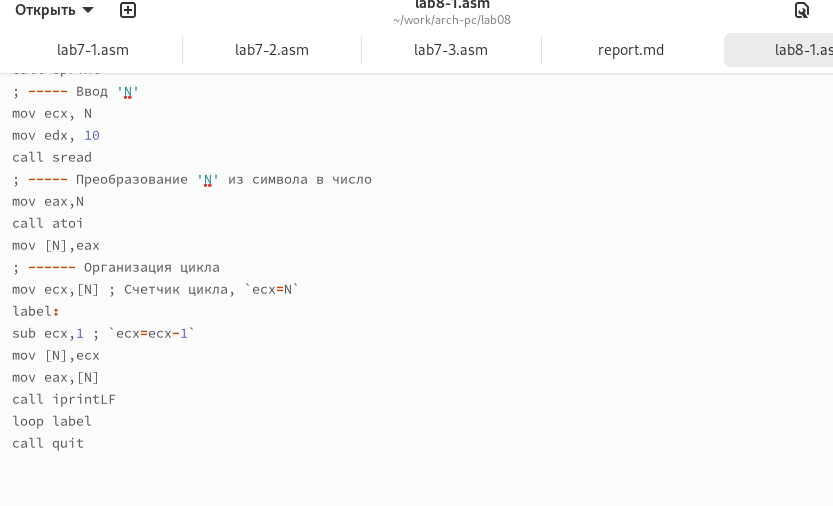 Открыть
lab8-1.asm
~/work/arch-pc/lab08
lab7-1.asm lab7-2.asm lab7-3.asm report.md lab8-1.as
call sprint
; ----- Ввод 'N'
mov ecx, N
mov edx, 10
call sread
; ----- Преобразование 'N' из символа в число
mov eax,N
call atoi
mov [N],eax
; ------ Организация цикла
mov ecx,[N] ; Счетчик цикла, `ecx=N`
label:
sub ecx,1 ; `ecx=ecx-1`
mov [N],ecx
mov eax,[N]
call iprintLF
loop label
call quit